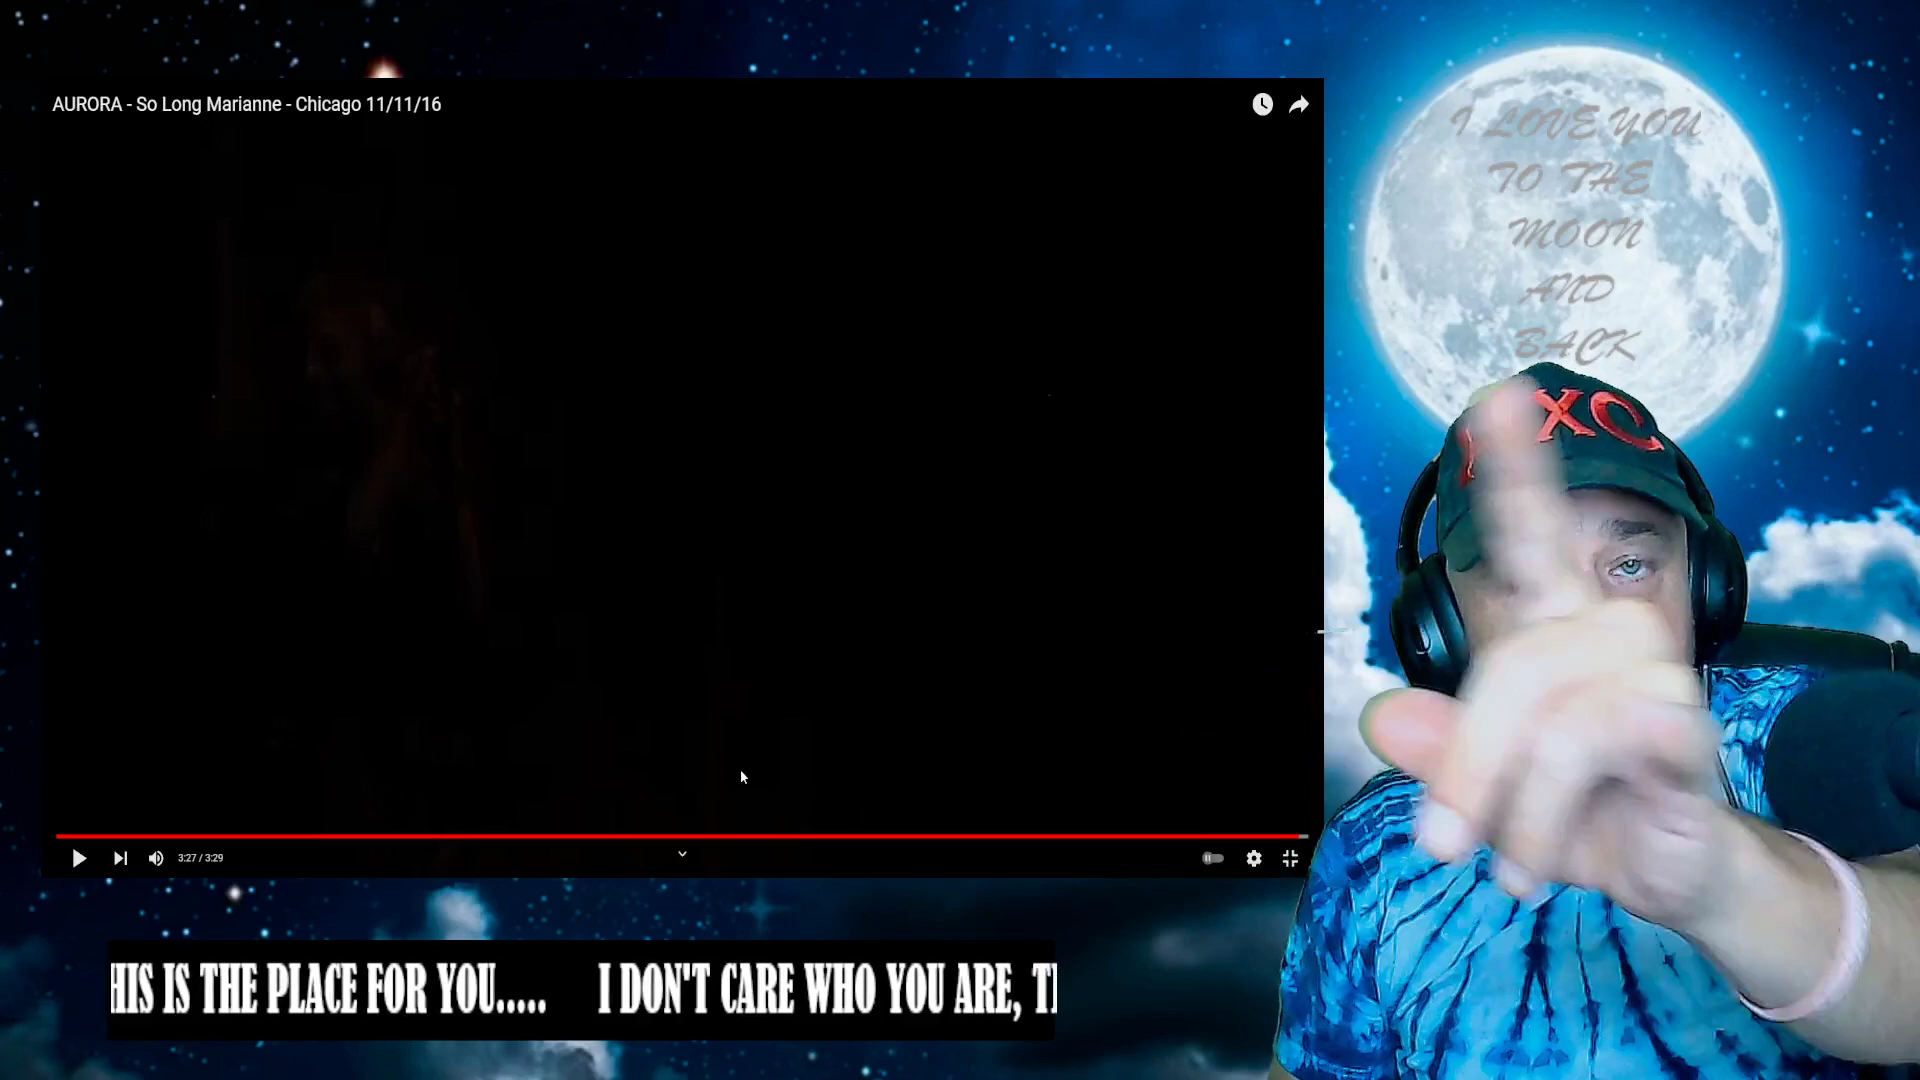 AURORA - So Long Marianne - Chicago 11/11/16
I LOVE YOU
TO THE
MOON
AND
BACK
XC
3:27 / 3:29
HIS IS THE PLACE FOR YOU..... I DON'T CARE WHO YOU ARE, T